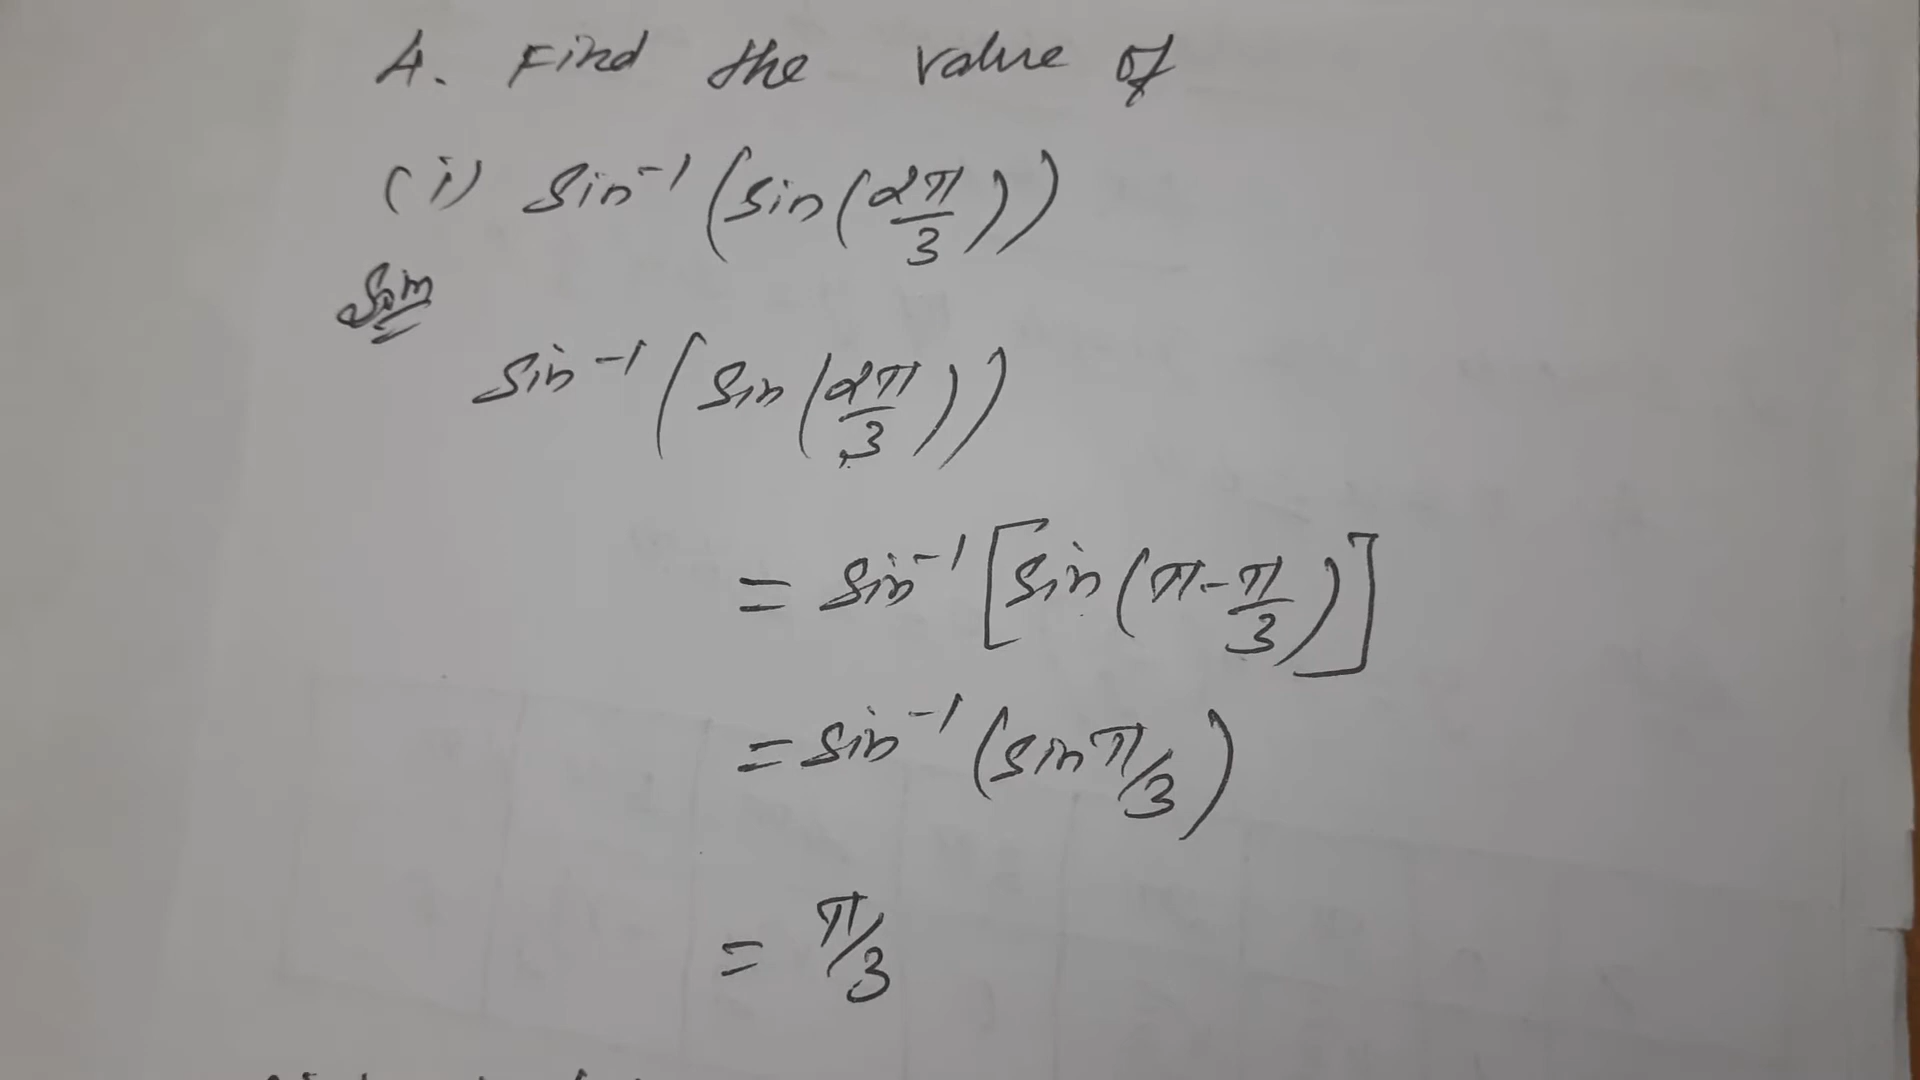 4. Find the value of
(i) sin⁻¹ (sin (2π/3))
Soln
sin⁻¹ (sin (2π/3))
= sin⁻¹ [sin (π - π/3)]
= sin⁻¹ (sin π/3)
= π/3